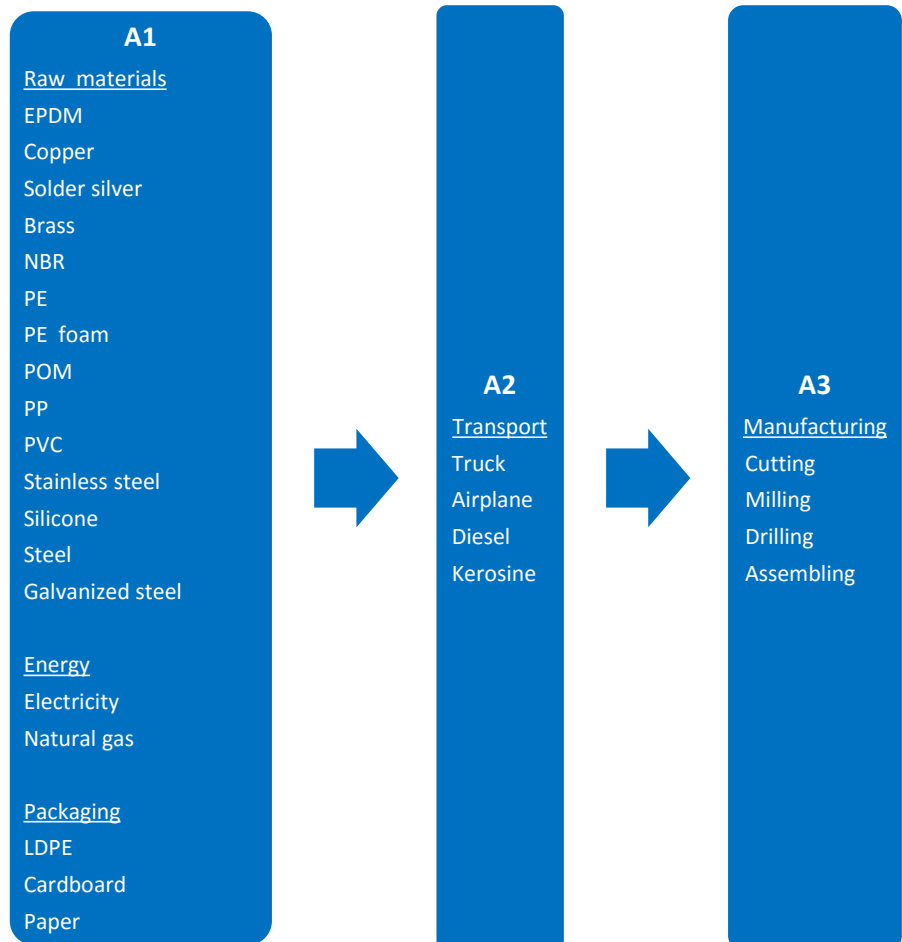 A1
Raw materials
EPDM
Copper
Solder silver
Brass
NBR
PE
PE foam
POM
PP
PVC
Stainless steel
Silicone
Steel
Galvanized steel
Energy
Electricity
Natural gas
Packaging
LDPE
Cardboard
Paper
A2
Transport
Truck
Airplane
Diesel
Kerosine
A3
Manufacturing
Cutting
Milling
Drilling
Assembling